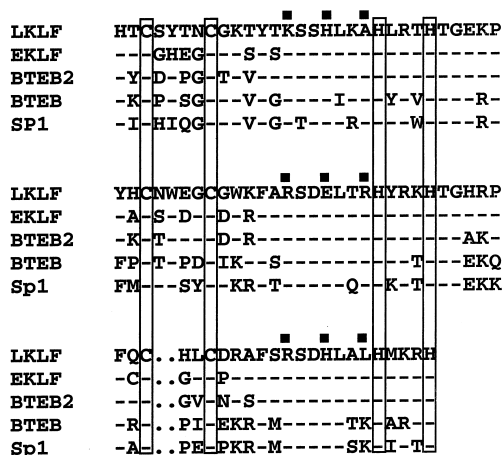 LKLF HTCSYTNCGKTYTKSSHLKAHLRTHTGEKP
EKLF ---GHEG---S-S-----------------
BTEB2 -Y-D-PG-T-V-------------------
BTEB -K-P-SG---V-G----I---Y-V----R-
SP1 -I-HIQG---V-G-T---R----W----R-
LKLF YHCNWEGCGWKFARSDELTRHYRKHTGHRP
EKLF -A-S-D--D-R-------------------
BTEB2 -K-T----D-R----------------AK-
BTEB FP-T-PD-IK--S----------T---EKQ
Sp1 FM---SY--KR-T-----Q--K-T---EKK
LKLF FQC..HLCDRAFSRSDHLALHMKRH
EKLF -C-..G--P----------------
BTEB2 ---..GV-N-S--------------
BTEB -R-..PI-EKR-M-----TK-AR--
Sp1 -A-..PE-PKR-M-----SK-I-T-